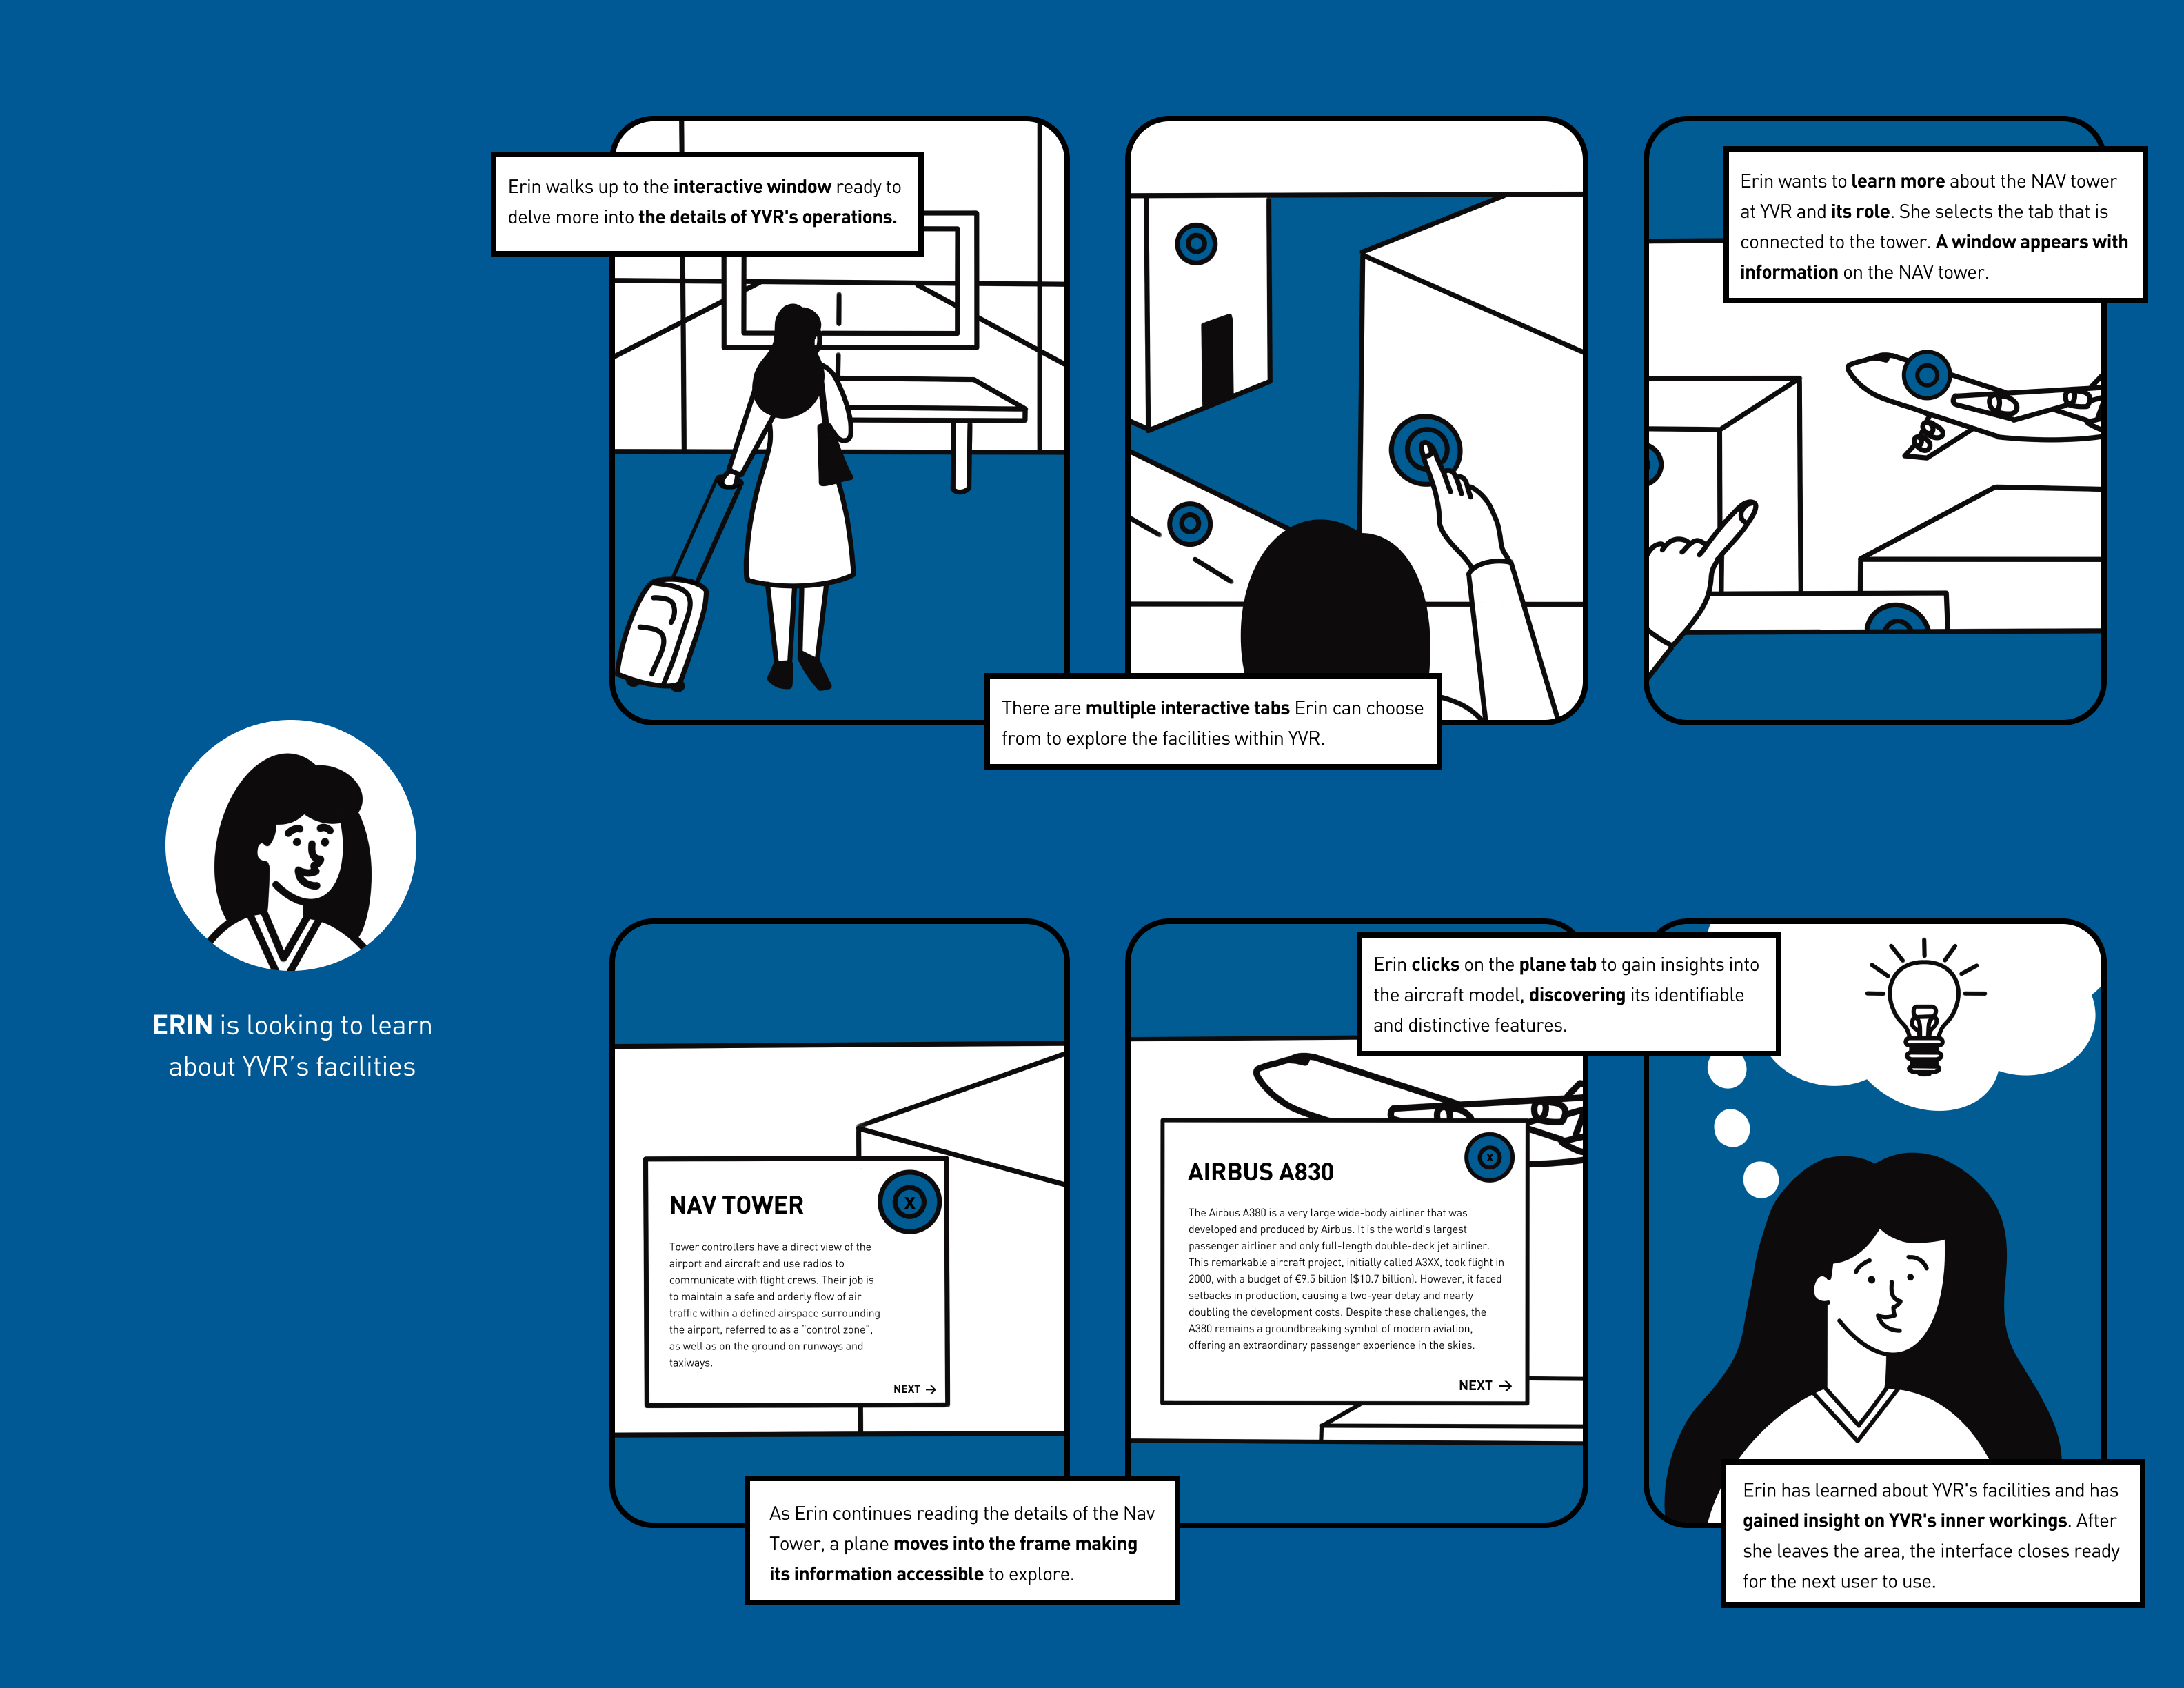 Erin walks up to the interactive window ready to
delve more into the details of YVR's operations.
There are multiple interactive tabs Erin can choose
from to explore the facilities within YVR.
Erin wants to learn more about the NAV tower
at YVR and its role. She selects the tab that is
connected to the tower. A window appears with
information on the NAV tower.
ERIN is looking to learn
about YVR's facilities
NAV TOWER
x
Tower controllers have a direct view of the
airport and aircraft and use radios to
communicate with flight crews. Their job is
to maintain a safe and orderly flow of air
traffic within a defined airspace surrounding
the airport, referred to as a "control zone",
as well as on the ground on runways and
taxiways.
NEXT →
As Erin continues reading the details of the Nav
Tower, a plane moves into the frame making
its information accessible to explore.
Erin clicks on the plane tab to gain insights into
the aircraft model, discovering its identifiable
and distinctive features.
AIRBUS A830
x
The Airbus A380 is a very large wide-body airliner that was
developed and produced by Airbus. It is the world's largest
passenger airliner and only full-length double-deck jet airliner.
This remarkable aircraft project, initially called A3XX, took flight in
2000, with a budget of €9.5 billion ($10.7 billion). However, it faced
setbacks in production, causing a two-year delay and nearly
doubling the development costs. Despite these challenges, the
A380 remains a groundbreaking symbol of modern aviation,
offering an extraordinary passenger experience in the skies.
NEXT →
Erin has learned about YVR's facilities and has
gained insight on YVR's inner workings. After
she leaves the area, the interface closes ready
for the next user to use.